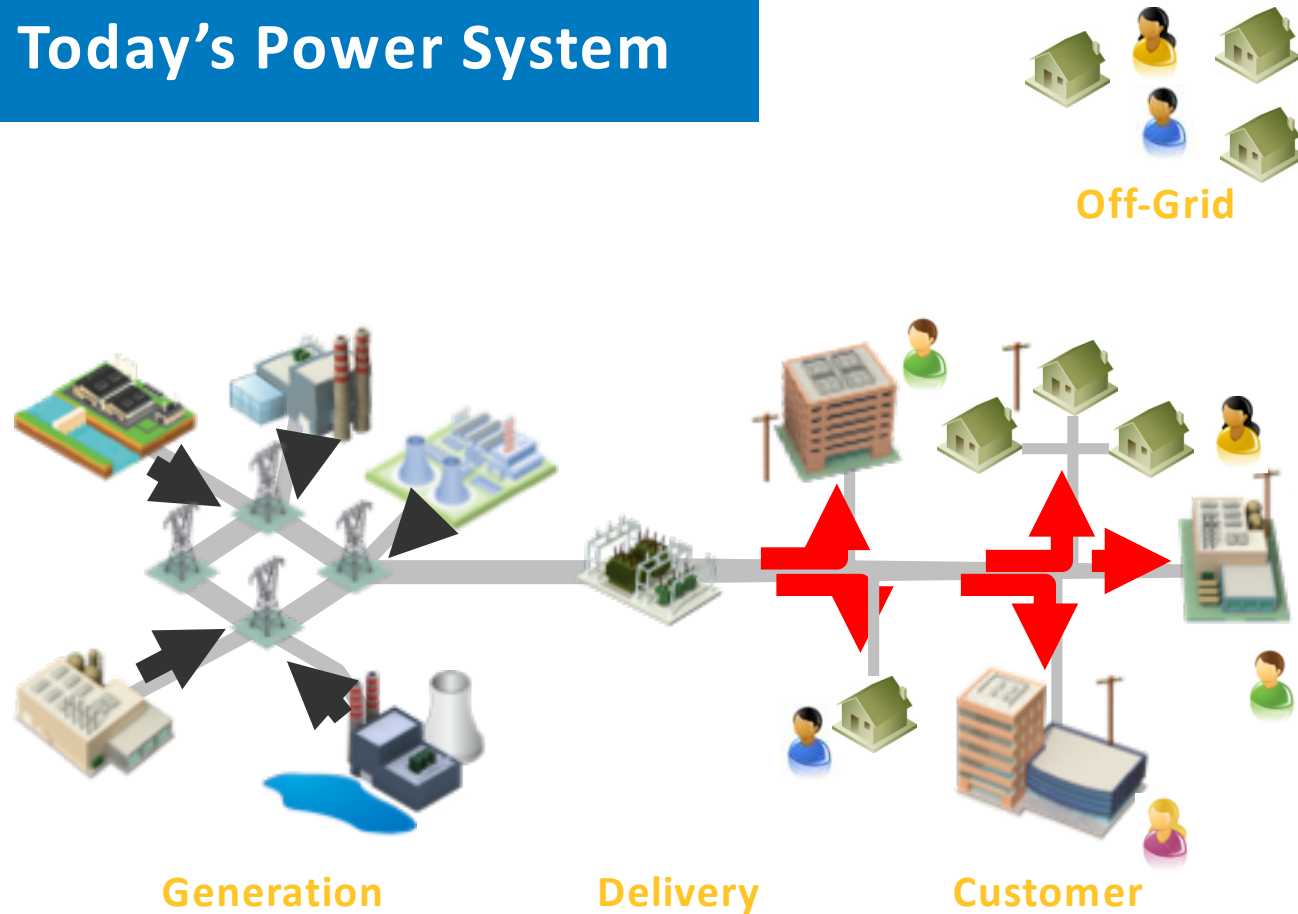 Today’s Power System
Off-Grid
Generation
Delivery
Customer